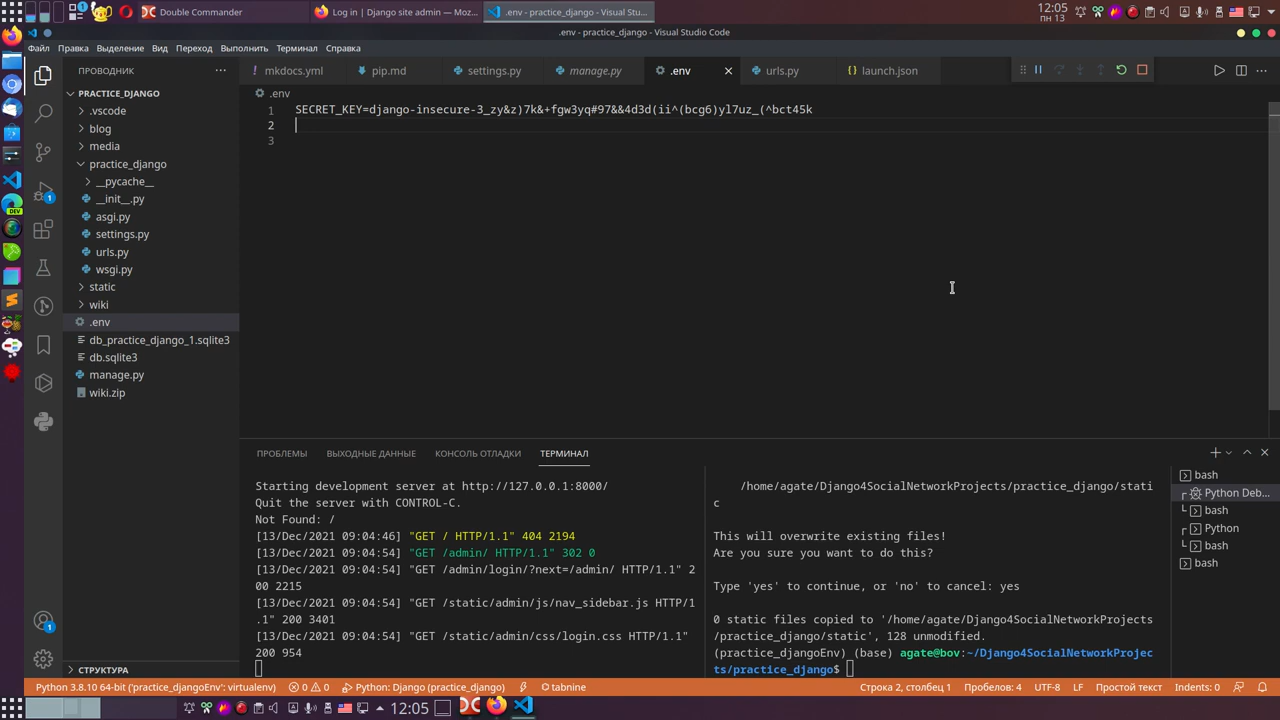 Double Commander
Log in | Django site admin — Moz...
.env - practice_django - Visual Stu...
12:05
пн 13
.env - practice_django - Visual Studio Code
Файл Правка Выделение Вид Переход Выполнить Терминал Справка
ПРОВОДНИК
mkdocs.yml
pip.md
settings.py
manage.py
.env
urls.py
launch.json
PRACTICE_DJANGO
.vscode
blog
media
practice_django
__pycache__
__init__.py
asgi.py
settings.py
urls.py
wsgi.py
static
wiki
.env
db_practice_django_1.sqlite3
db.sqlite3
manage.py
wiki.zip
СТРУКТУРА
.env
1 SECRET_KEY=django-insecure-3_zy&z)7k&+fgw3yq#97&&4d3d(ii^(bcg6)yl7uz_(^bct45k
2
3
ПРОБЛЕМЫ ВЫХОДНЫЕ ДАННЫЕ КОНСОЛЬ ОТЛАДКИ ТЕРМИНАЛ
Starting development server at http://127.0.0.1:8000/
Quit the server with CONTROL-C.
Not Found: /
[13/Dec/2021 09:04:46] "GET / HTTP/1.1" 404 2194
[13/Dec/2021 09:04:54] "GET /admin/ HTTP/1.1" 302 0
[13/Dec/2021 09:04:54] "GET /admin/login/?next=/admin/ HTTP/1.1" 2
00 2215
[13/Dec/2021 09:04:54] "GET /static/admin/js/nav_sidebar.js HTTP/1
.1" 200 3401
[13/Dec/2021 09:04:54] "GET /static/admin/css/login.css HTTP/1.1"
200 954
/home/agate/Django4SocialNetworkProjects/practice_django/stati
c
This will overwrite existing files!
Are you sure you want to do this?
Type 'yes' to continue, or 'no' to cancel: yes
0 static files copied to '/home/agate/Django4SocialNetworkProjects
/practice_django/static', 128 unmodified.
(practice_djangoEnv) (base) agate@bov:~/Django4SocialNetworkProjec
ts/practice_django$
bash
Python Deb...
bash
Python
bash
bash
DEV
1
1
Python 3.8.10 64-bit ('practice_djangoEnv': virtualenv) 0 0 Python: Django (practice_django) tabnine Строка 2, столбец 1 Пробелов: 4 UTF-8 LF Простой текст Indents: 0
12:05